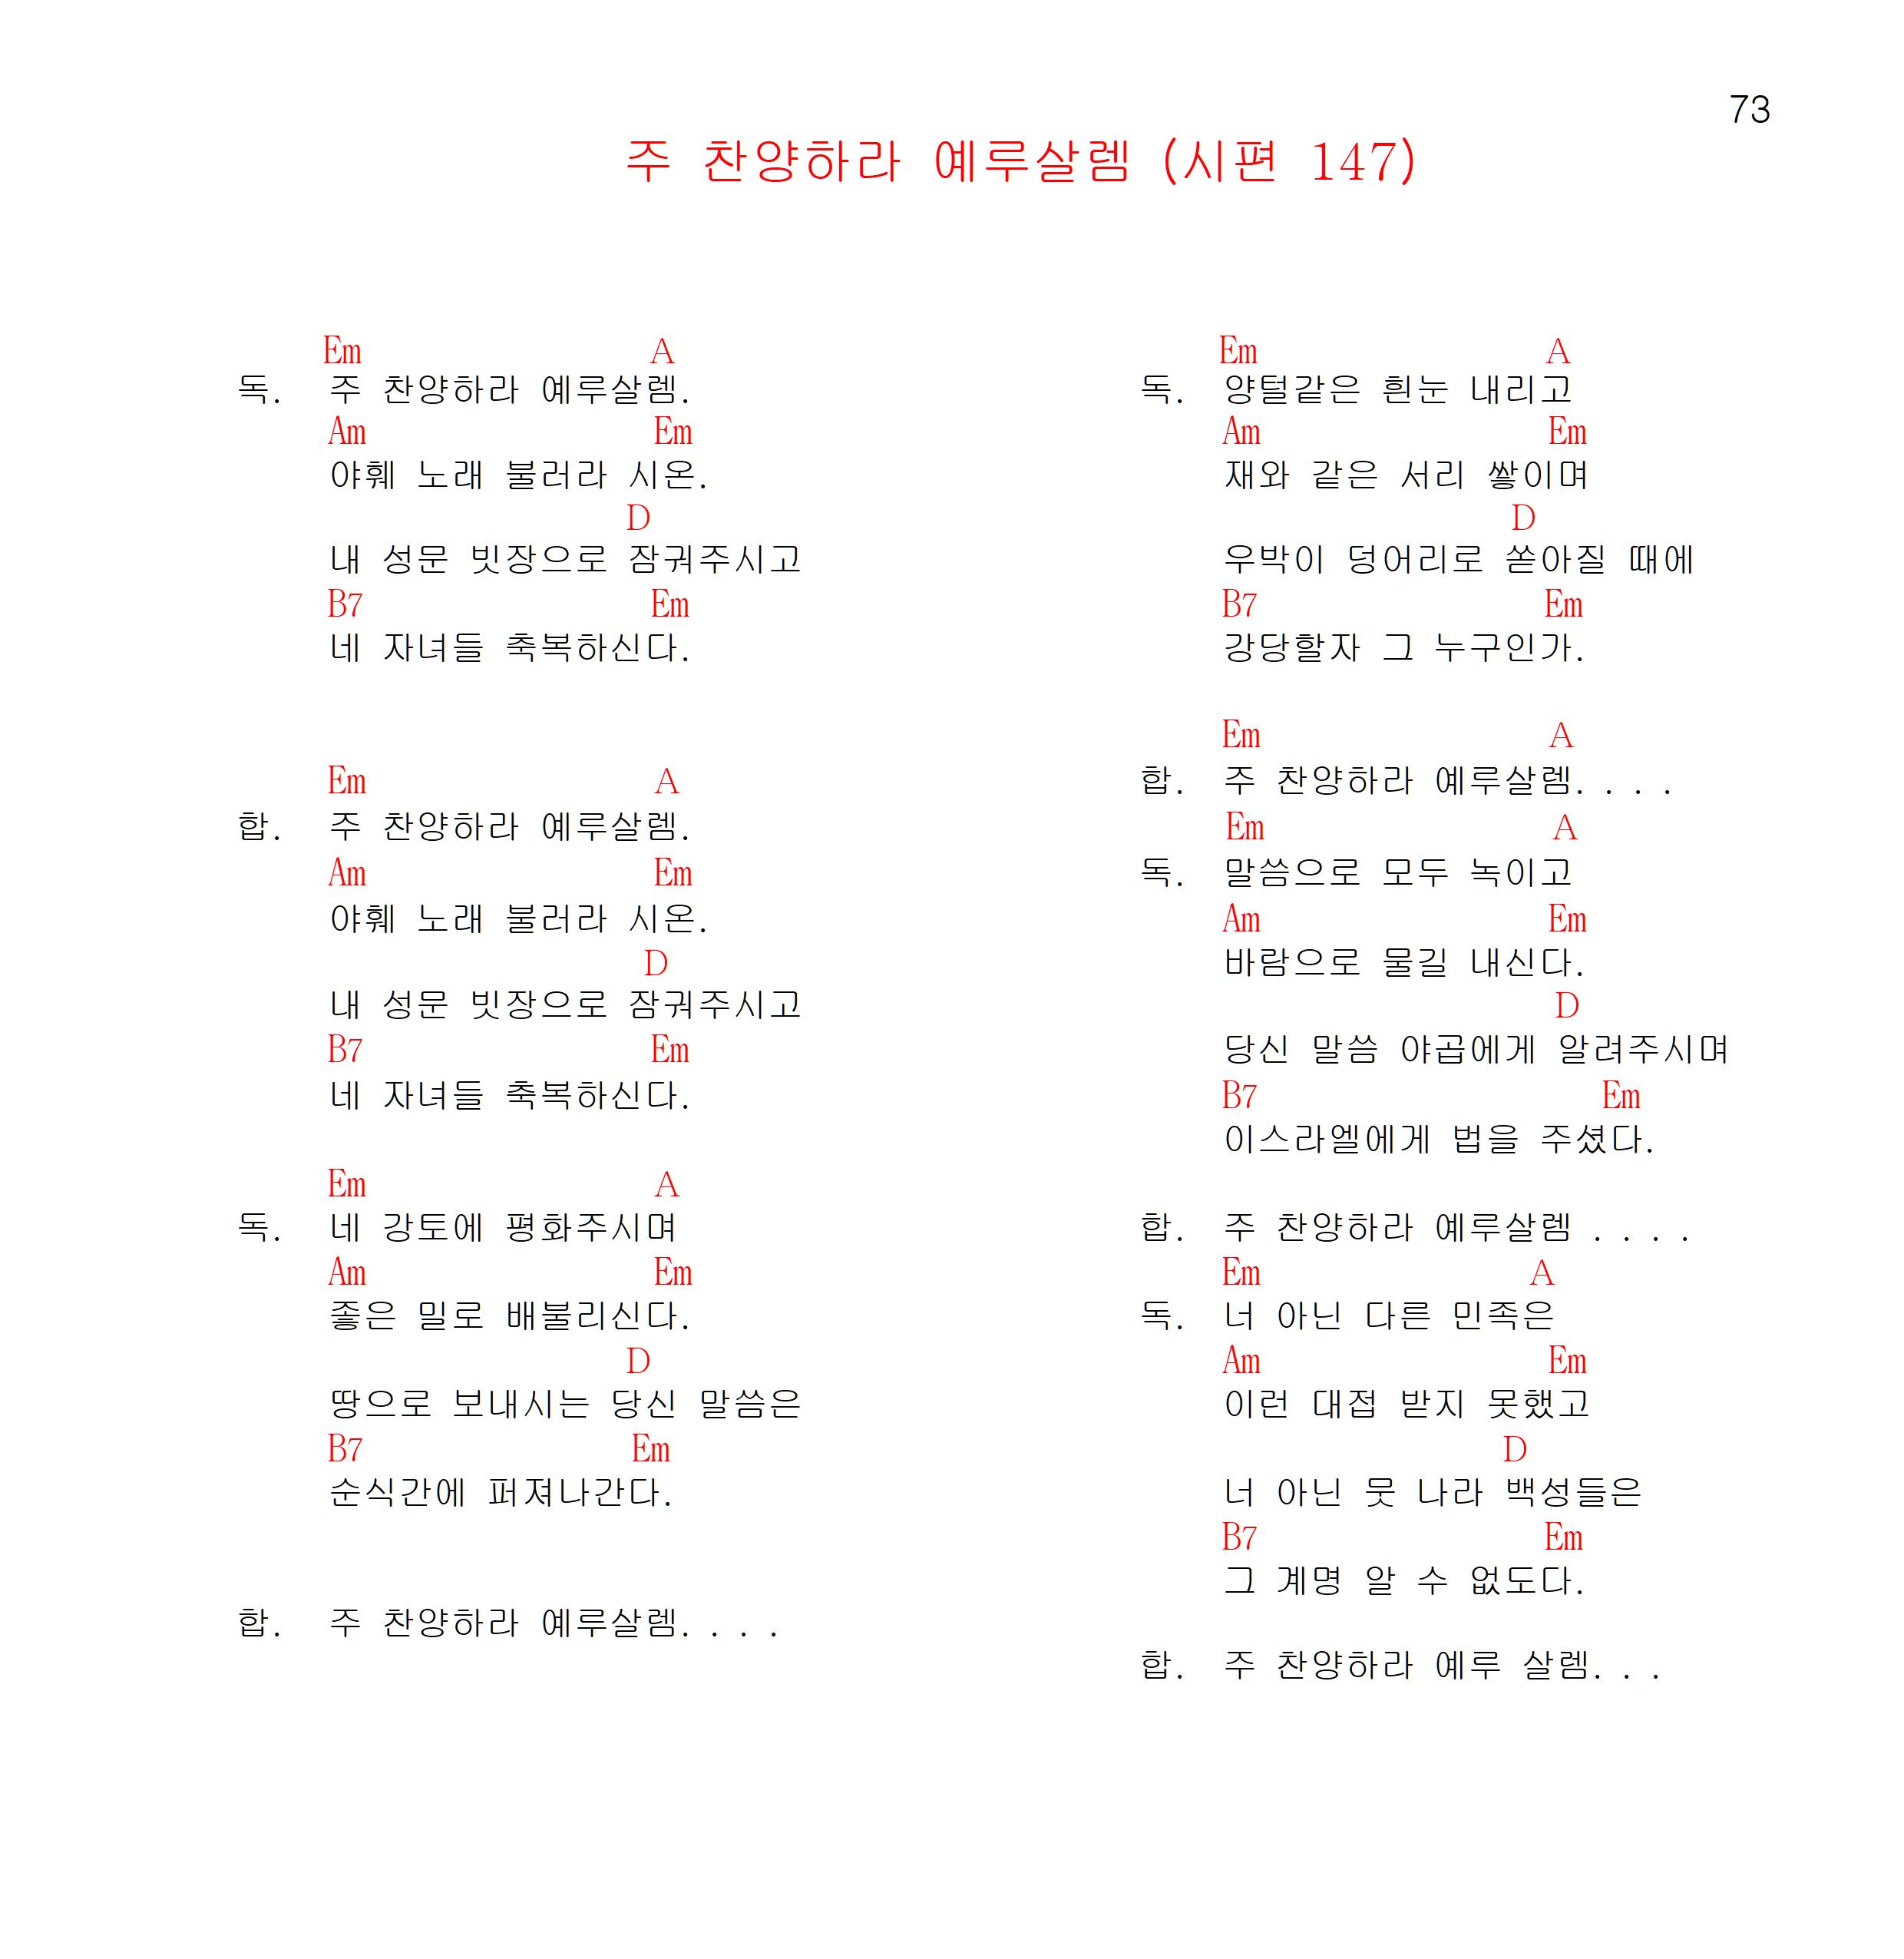 73
주 찬양하라 예루살렘 (시편 147)
Em A
독. 주 찬양하라 예루살렘.
Am Em
야훼 노래 불러라 시온.
D
내 성문 빗장으로 잠궈주시고
B7 Em
네 자녀들 축복하신다.
Em A
합. 주 찬양하라 예루살렘.
Am Em
야훼 노래 불러라 시온.
D
내 성문 빗장으로 잠궈주시고
B7 Em
네 자녀들 축복하신다.
Em A
독. 네 강토에 평화주시며
Am Em
좋은 밀로 배불리신다.
D
땅으로 보내시는 당신 말씀은
B7 Em
순식간에 퍼져나간다.
합. 주 찬양하라 예루살렘. . . .
Em A
독. 양털같은 흰눈 내리고
Am Em
재와 같은 서리 쌓이며
D
우박이 덩어리로 쏟아질 때에
B7 Em
강당할자 그 누구인가.
Em A
합. 주 찬양하라 예루살렘. . . .
Em A
독. 말씀으로 모두 녹이고
Am Em
바람으로 물길 내신다.
D
당신 말씀 야곱에게 알려주시며
B7 Em
이스라엘에게 법을 주셨다.
합. 주 찬양하라 예루살렘 . . . .
Em A
독. 너 아닌 다른 민족은
Am Em
이런 대접 받지 못했고
D
너 아닌 뭇 나라 백성들은
B7 Em
그 계명 알 수 없도다.
합. 주 찬양하라 예루 살렘. . .